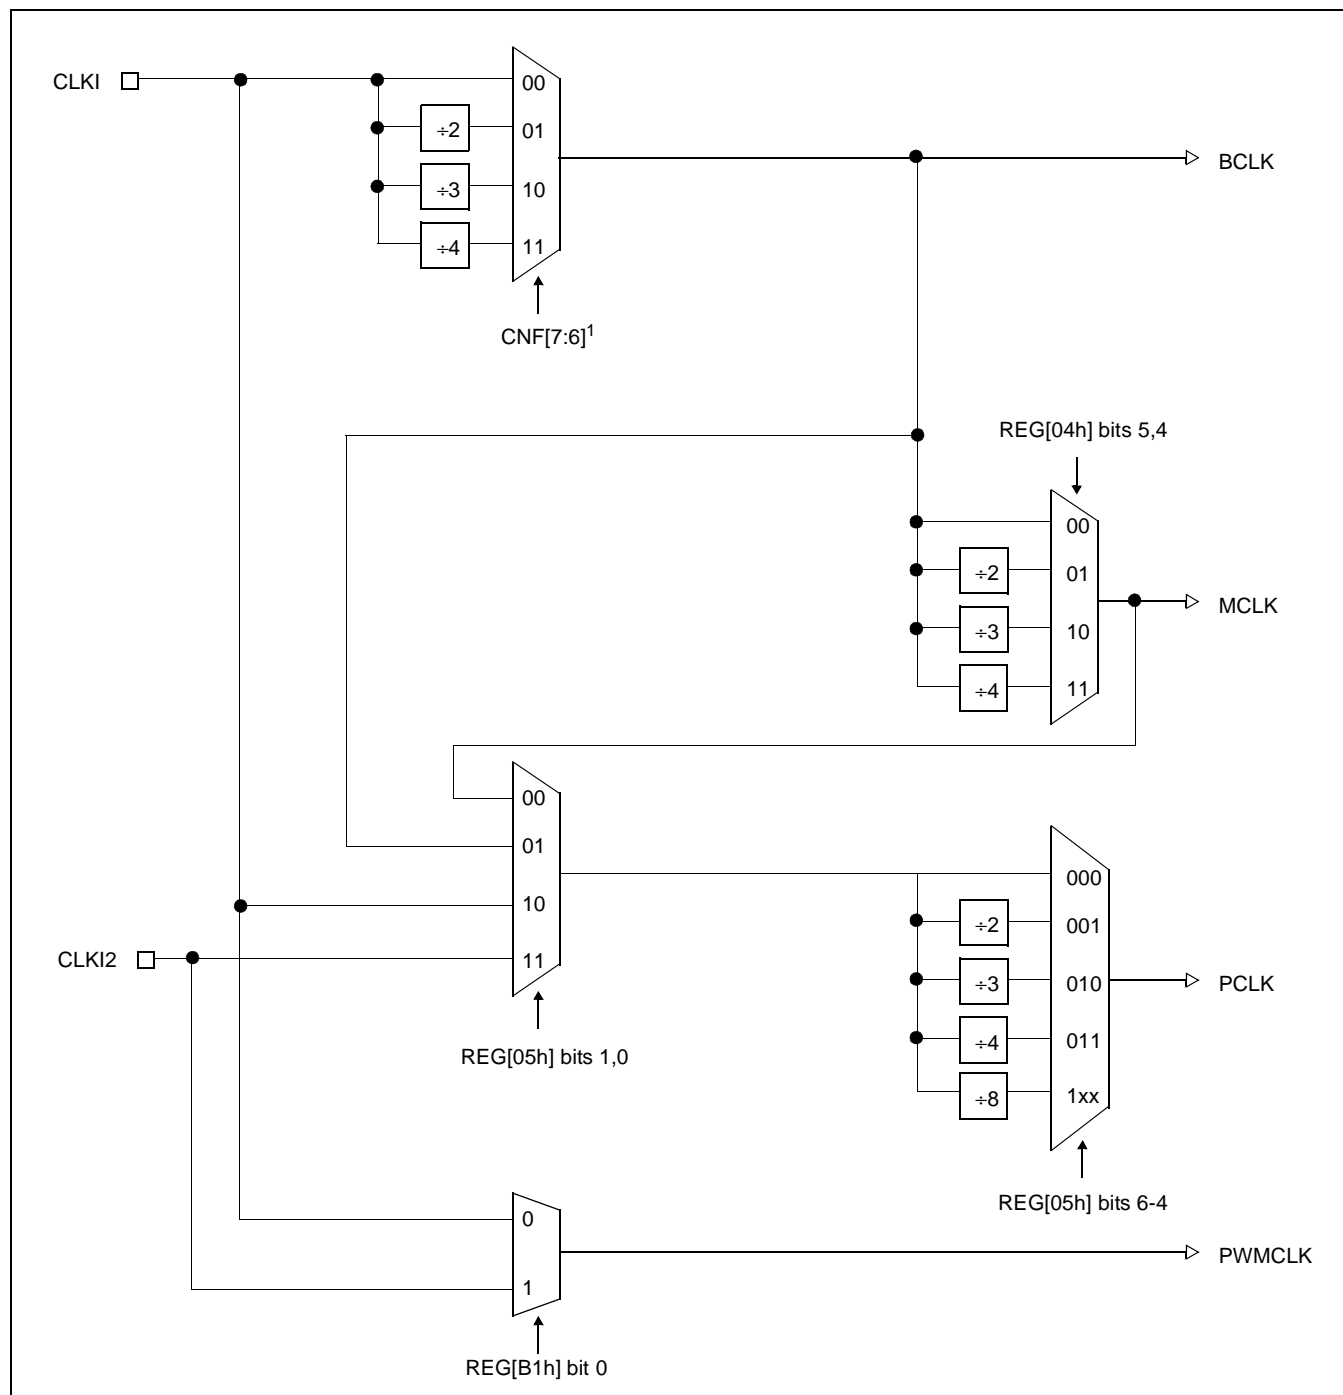 CLKI
00
÷2
01
÷3
10
÷4
11
CNF[7:6]1
BCLK
REG[04h] bits 5,4
00
÷2
01
÷3
10
÷4
11
MCLK
00
01
10
11
CLKI2
REG[05h] bits 1,0
000
÷2
001
÷3
010
÷4
011
÷8
1xx
PCLK
REG[05h] bits 6-4
0
1
PWMCLK
REG[B1h] bit 0